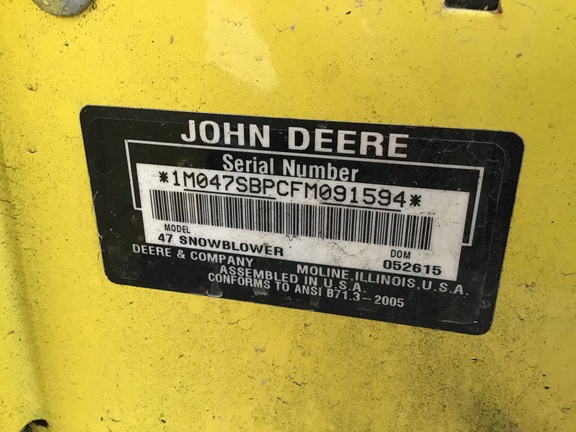 JOHN DEERE
Serial Number
*1M047SBPCFM091594*
MODEL DOM
47 SNOWBLOWER 052615
DEERE & COMPANY MOLINE, ILLINOIS, U.S.A.
ASSEMBLED IN U.S.A.
CONFORMS TO ANSI B71.3-2005